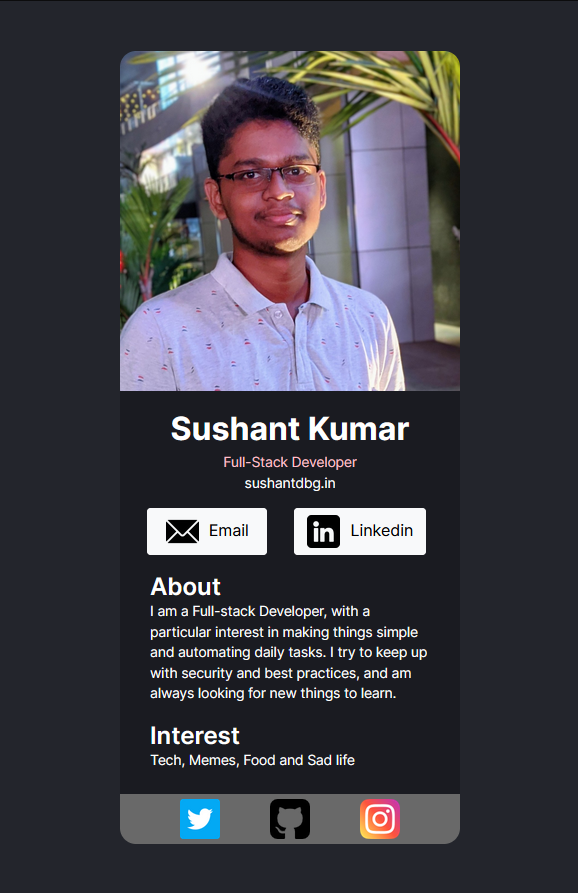 Sushant Kumar
Full-Stack Developer
sushantdbg.in
Email
Linkedin
About
I am a Full-stack Developer, with a
particular interest in making things simple
and automating daily tasks. I try to keep up
with security and best practices, and am
always looking for new things to learn.
Interest
Tech, Memes, Food and Sad life